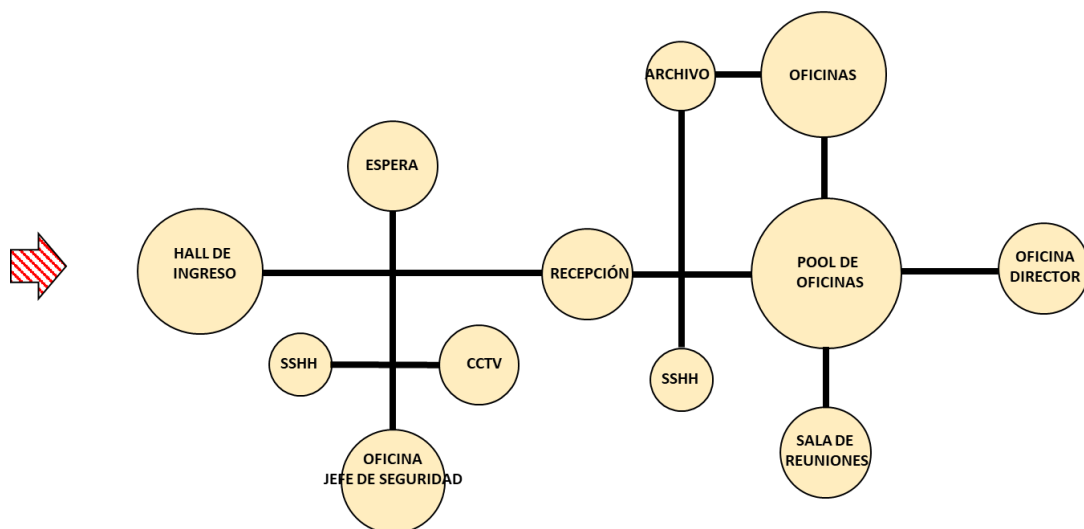 ARCHIVO
OFICINAS
ESPERA
HALL DE
INGRESO
RECEPCIÓN
POOL DE
OFICINAS
OFICINA
DIRECTOR
SSHH
CCTV
SSHH
OFICINA
JEFE DE SEGURIDAD
SALA DE
REUNIONES